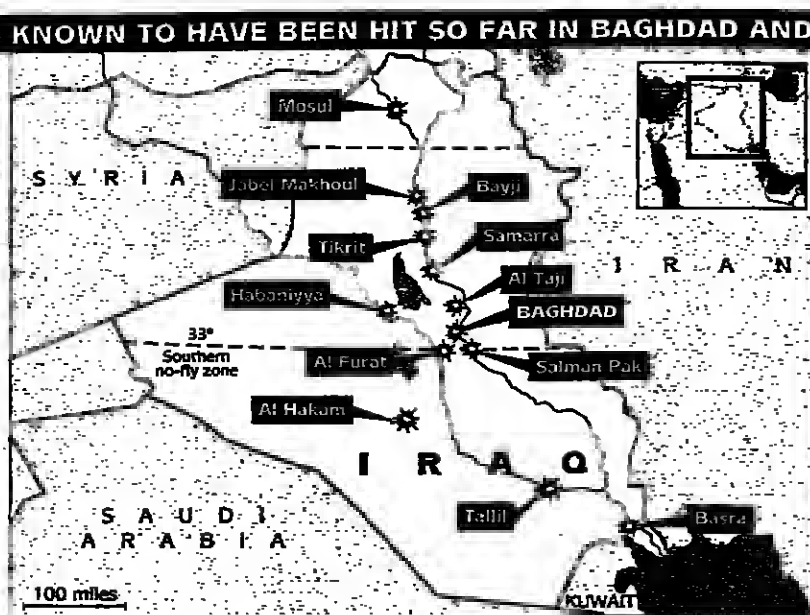 KNOWN TO HAVE BEEN HIT SO FAR IN BAGHDAD AND
Mosul
SYRIA
Jabel Makhoul
Bayji
Tikrit
Samarra
IRAN
Al Taji
Habaniyya
BAGHDAD
33°
Southern
no-fly zone
Al Furat
Salman Pak
Al Hakam
IRAQ
SAUDI
ARABIA
Tallil
Basra
100 miles
KUWAIT